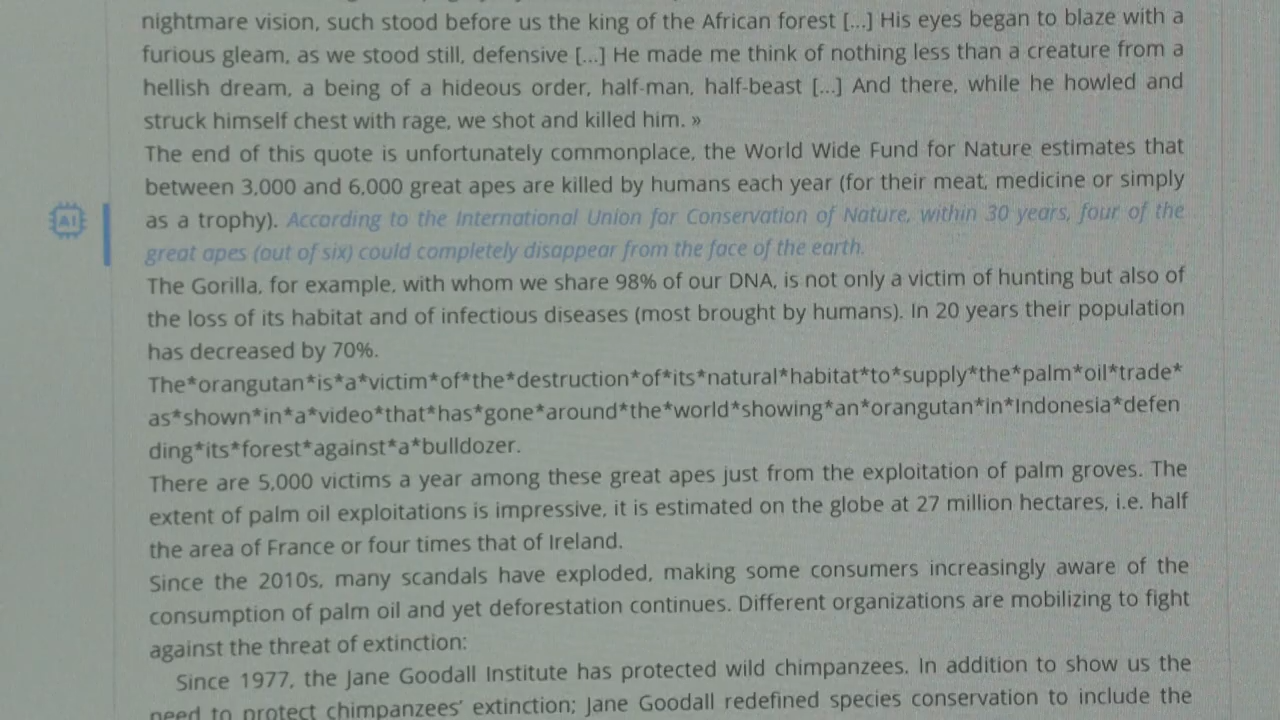 nightmare vision, such stood before us the king of the African forest [...] His eyes began to blaze with a
furious gleam, as we stood still, defensive [...] He made me think of nothing less than a creature from a
hellish dream, a being of a hideous order, half-man, half-beast [...] And there, while he howled and
struck himself chest with rage, we shot and killed him. »
The end of this quote is unfortunately commonplace, the World Wide Fund for Nature estimates that
between 3,000 and 6,000 great apes are killed by humans each year (for their meat, medicine or simply
AI
as a trophy). According to the International Union for Conservation of Nature, within 30 years, four of the
great apes (out of six) could completely disappear from the face of the earth.
The Gorilla, for example, with whom we share 98% of our DNA, is not only a victim of hunting but also of
the loss of its habitat and of infectious diseases (most brought by humans). In 20 years their population
has decreased by 70%.
The*orangutan*is*a*victim*of*the*destruction*of*its*natural*habitat*to*supply*the*palm*oil*trade*
as*shown*in*a*video*that*has*gone*around*the*world*showing*an*orangutan*in*Indonesia*defen
ding*its*forest*against*a*bulldozer.
There are 5,000 victims a year among these great apes just from the exploitation of palm groves. The
extent of palm oil exploitations is impressive, it is estimated on the globe at 27 million hectares, i.e. half
the area of France or four times that of Ireland.
Since the 2010s, many scandals have exploded, making some consumers increasingly aware of the
consumption of palm oil and yet deforestation continues. Different organizations are mobilizing to fight
against the threat of extinction:
Since 1977, the Jane Goodall Institute has protected wild chimpanzees. In addition to show us the
need to protect chimpanzees' extinction; Jane Goodall redefined species conservation to include the